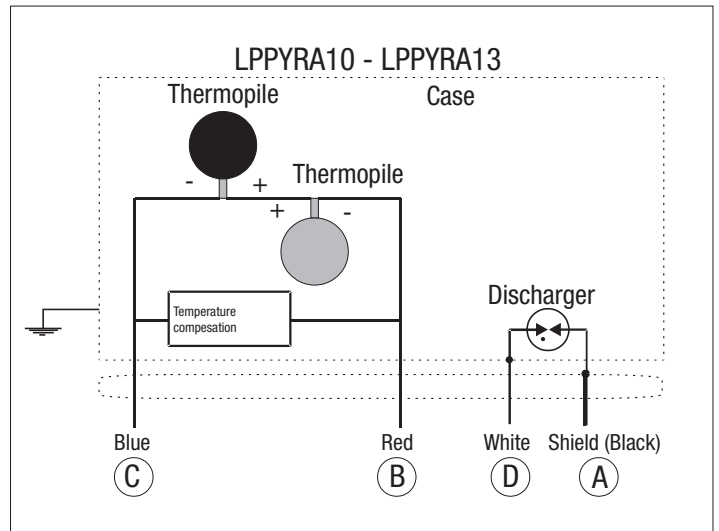 LPPYRA10 - LPPYRA13
Thermopile
Case
Thermopile
- +
+ -
Temperature
compesation
Discharger
Blue
Red
White
Shield (Black)
C
B
D
A